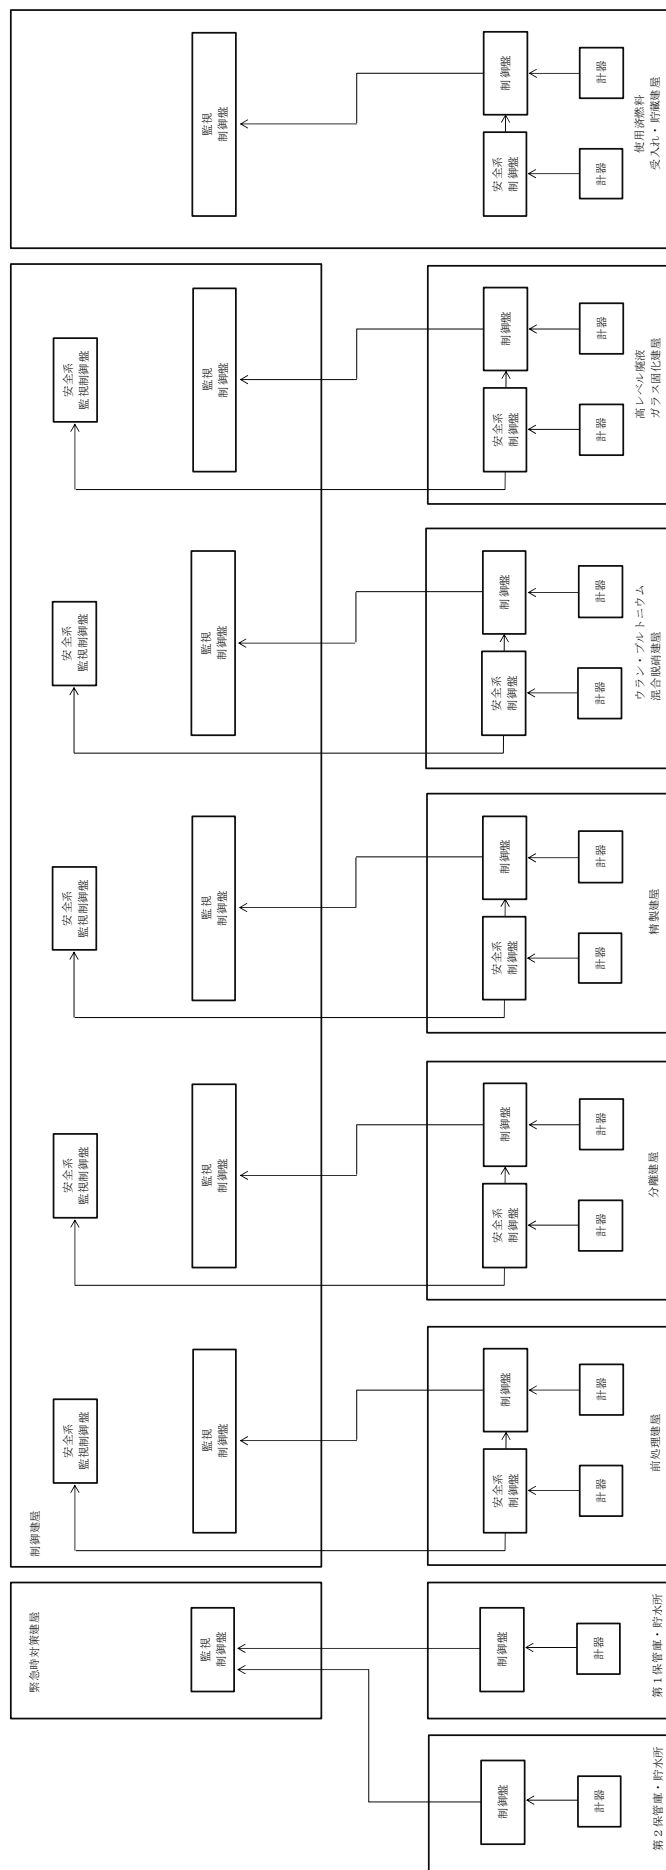 緊急時対策建屋
制御建屋
安全系
監視制御盤
安全系
監視制御盤
安全系
監視制御盤
安全系
監視制御盤
安全系
監視制御盤
監視
制御盤
監視
制御盤
監視
制御盤
監視
制御盤
監視
制御盤
監視
制御盤
監視
制御盤
制御盤
制御盤
安全系
制御盤
制御盤
安全系
制御盤
制御盤
安全系
制御盤
制御盤
安全系
制御盤
制御盤
安全系
制御盤
制御盤
安全系
制御盤
制御盤
計器
計器
計器
計器
計器
計器
計器
計器
計器
計器
計器
計器
計器
計器
第2保管庫・貯水所
第1保管庫・貯水所
前処理建屋
分離建屋
精製建屋
ウラン・プルトニウム
混合脱硝建屋
高レベル廃液
ガラス固化建屋
使用済燃料
受入れ・貯蔵建屋